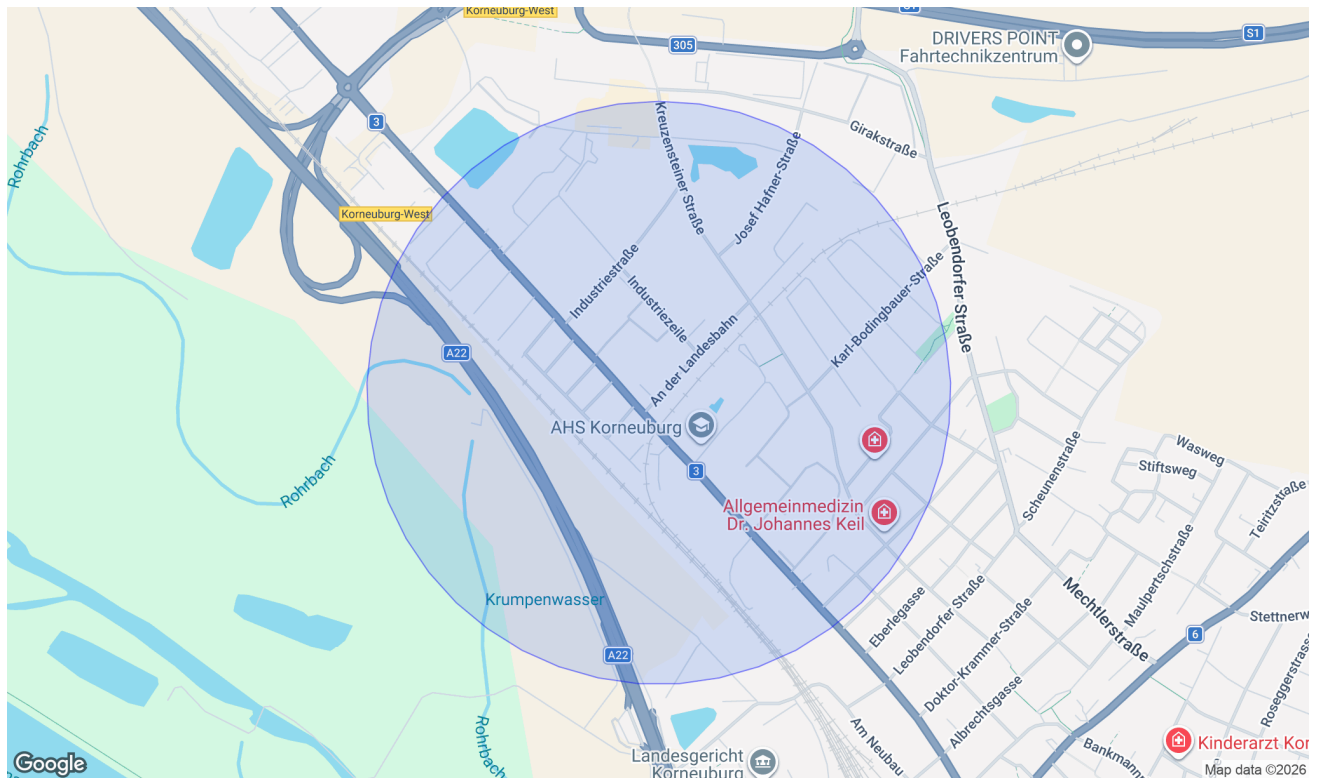 Korneuburg-West
S1
305
DRIVERS POINT
Fahrtechnikzentrum
S1
3
Rohrbach
Kreuzensteiner Straße
Girakstraße
Josef Hafner-Straße
Korneuburg-West
Leobendorfer Straße
Industriestraße
Industriezeile
Karl-Bodingbauer-Straße
An der Landesbahn
A22
AHS Korneuburg
3
Rohrbach
Wasweg
Stiftsweg
Scheunenstraße
Teiritzstraße
Allgemeinmedizin
Dr. Johannes Keil
Krumpenwasser
Eberlegasse
Leobendorfer Straße
Mechtlerstraße
Maulpertschstraße
Stettnerw
6
A22
Doktor-Krammer-Straße
Albrechtsgasse
Roseggerstrasse
Rohrbach
Am Neubau
Bankmann
Kinderarzt Kor
Landesgericht
Korneuburg
Google
Map data ©2026